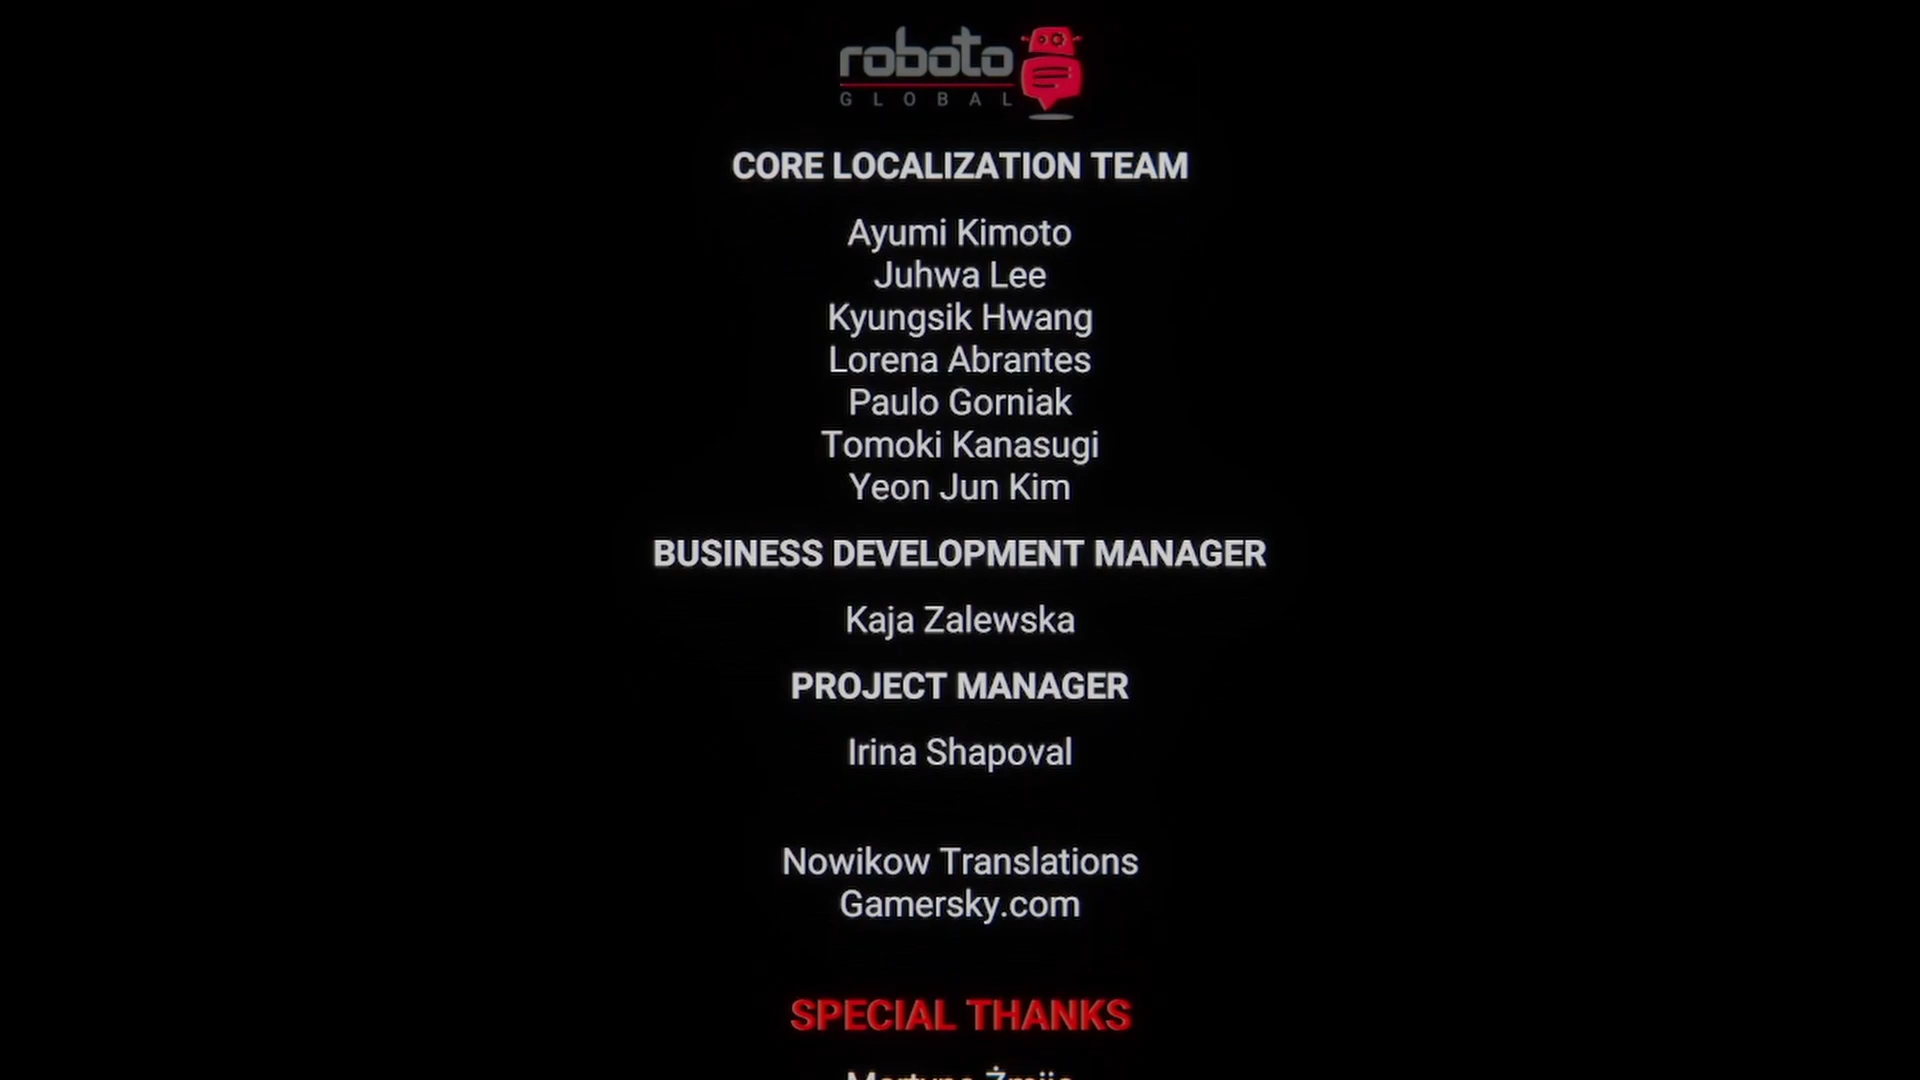 roboto
GLOBAL
CORE LOCALIZATION TEAM
Ayumi Kimoto
Juhwa Lee
Kyungsik Hwang
Lorena Abrantes
Paulo Gorniak
Tomoki Kanasugi
Yeon Jun Kim
BUSINESS DEVELOPMENT MANAGER
Kaja Zalewska
PROJECT MANAGER
Irina Shapoval
Nowikow Translations
Gamersky.com
SPECIAL THANKS